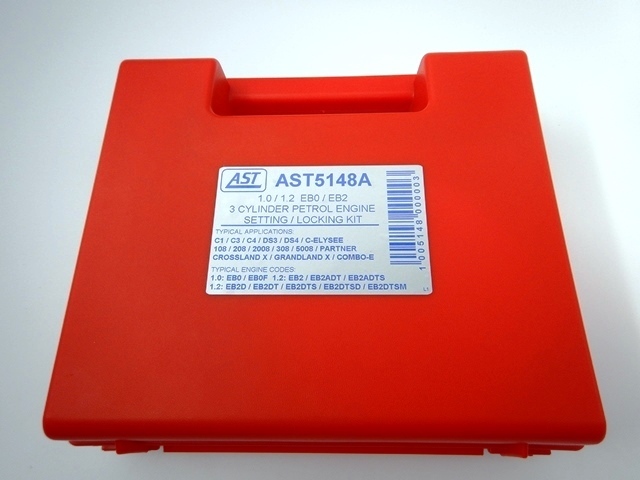 AST AST5148A
1.0 / 1.2 EB0 / EB2
3 CYLINDER PETROL ENGINE
SETTING / LOCKING KIT
TYPICAL APPLICATIONS:
C1 / C3 / C4 / DS3 / DS4 / C-ELYSEE
108 / 208 / 2008 / 308 / 5008 / PARTNER
CROSSLAND X / GRANDLAND X / COMBO-E
TYPICAL ENGINE CODES:
1.0: EB0 / EB0F 1.2: EB2 / EB2ADT / EB2ADTS
1.2: EB2D / EB2DT / EB2DTS / EB2DTSD / EB2DTSM
1005148000003